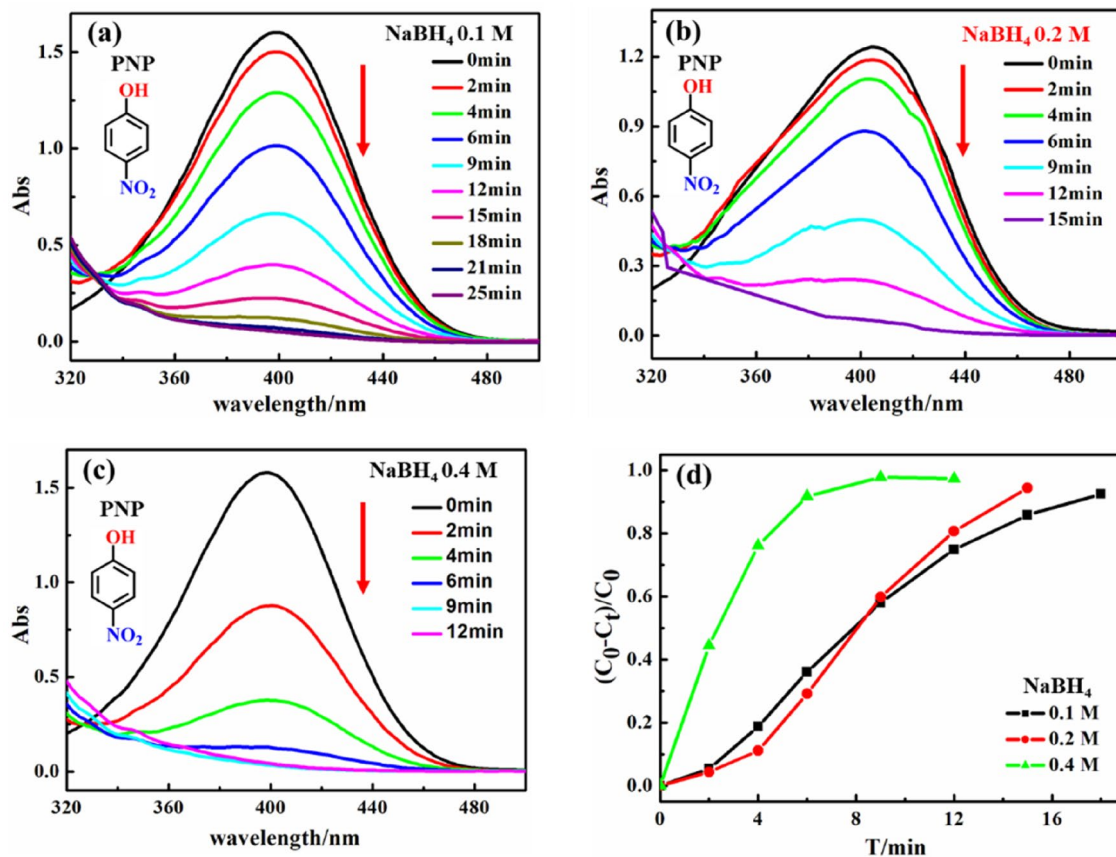 (a)
NaBH4 0.1 M
PNP
OH
NO2
0min
2min
4min
6min
9min
12min
15min
18min
21min
25min
Abs
1.5
1.0
0.5
0.0
320
360
400
440
480
wavelength/nm
(b)
NaBH4 0.2 M
PNP
OH
NO2
0min
2min
4min
6min
9min
12min
15min
Abs
1.2
0.9
0.6
0.3
0.0
320
360
400
440
480
wavelength/nm
(c)
NaBH4 0.4 M
PNP
OH
NO2
0min
2min
4min
6min
9min
12min
Abs
1.5
1.0
0.5
0.0
320
360
400
440
480
wavelength/nm
(d)
(C0-Ct)/C0
1.0
0.8
0.6
0.4
0.2
0.0
NaBH4
0.1 M
0.2 M
0.4 M
0
4
8
12
16
T/min